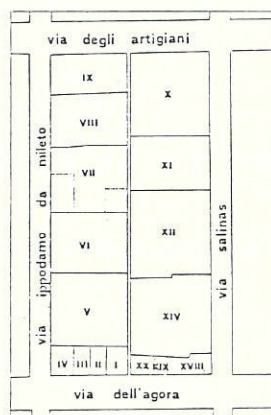 via degli artigiani
IX
X
VIII
XI
VII
XII
VI
V
XIV
IV III II I
XX XIX XVIII
via dell'agora
via ippodamo da mileto
via salinas